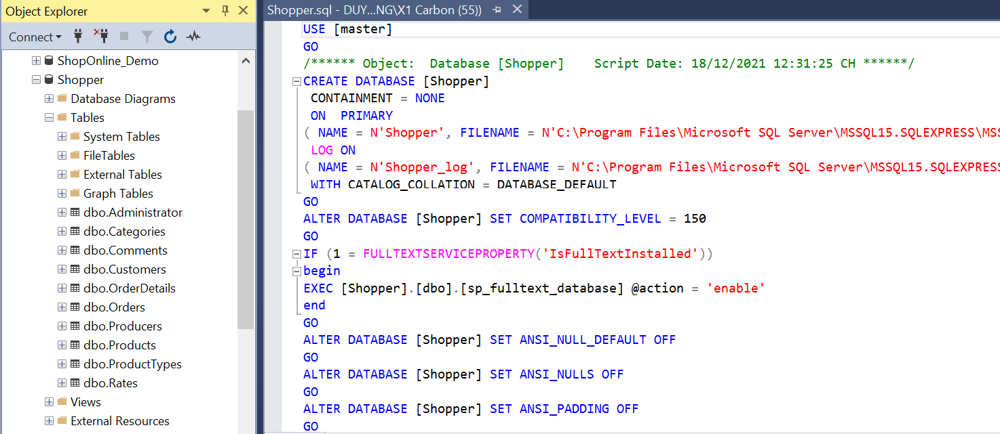 Object Explorer
Connect
ShopOnline_Demo
Shopper
Database Diagrams
Tables
System Tables
FileTables
External Tables
Graph Tables
dbo.Administrator
dbo.Categories
dbo.Comments
dbo.Customers
dbo.OrderDetails
dbo.Orders
dbo.Producers
dbo.Products
dbo.ProductTypes
dbo.Rates
Views
External Resources
Shopper.sql - DUY...NG\X1 Carbon (55))
USE [master]
GO
/****** Object:  Database [Shopper]    Script Date: 18/12/2021 12:31:25 CH ******/
CREATE DATABASE [Shopper]
 CONTAINMENT = NONE
 ON  PRIMARY
( NAME = N'Shopper', FILENAME = N'C:\Program Files\Microsoft SQL Server\MSSQL15.SQLEXPRESS\MSS
 LOG ON
( NAME = N'Shopper_log', FILENAME = N'C:\Program Files\Microsoft SQL Server\MSSQL15.SQLEXPRESS
 WITH CATALOG_COLLATION = DATABASE_DEFAULT
GO
ALTER DATABASE [Shopper] SET COMPATIBILITY_LEVEL = 150
GO
IF (1 = FULLTEXTSERVICEPROPERTY('IsFullTextInstalled'))
begin
EXEC [Shopper].[dbo].[sp_fulltext_database] @action = 'enable'
end
GO
ALTER DATABASE [Shopper] SET ANSI_NULL_DEFAULT OFF
GO
ALTER DATABASE [Shopper] SET ANSI_NULLS OFF
GO
ALTER DATABASE [Shopper] SET ANSI_PADDING OFF
GO